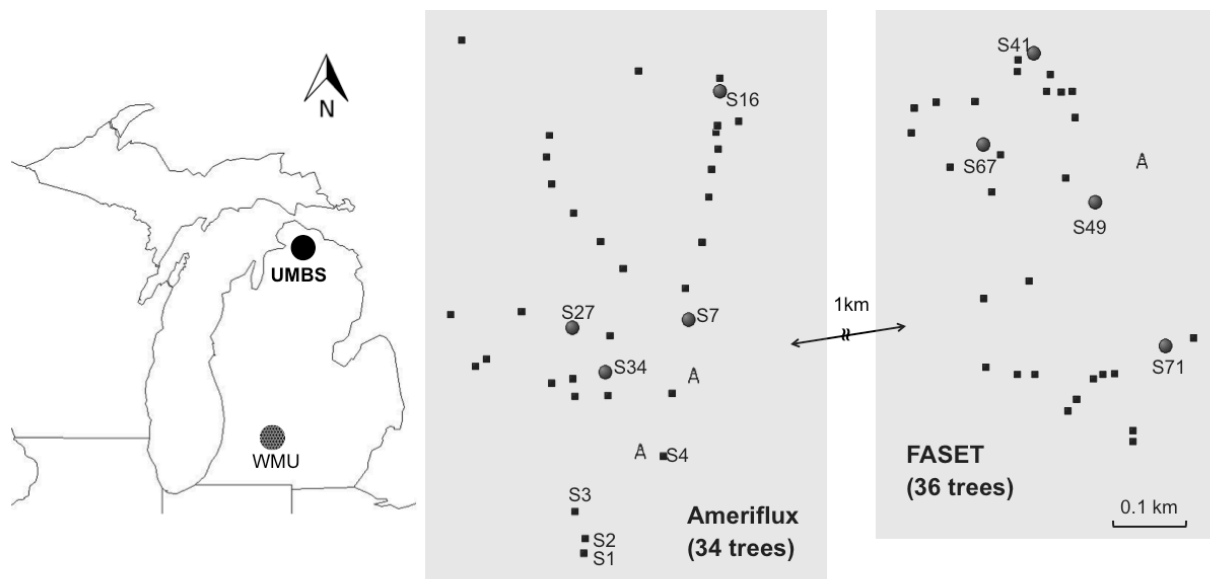 N
UMBS
WMU
S16
S27
S7
S34
S4
S3
S2
S1
Ameriflux
(34 trees)
1km
S41
S67
S49
S71
FASET
(36 trees)
0.1 km